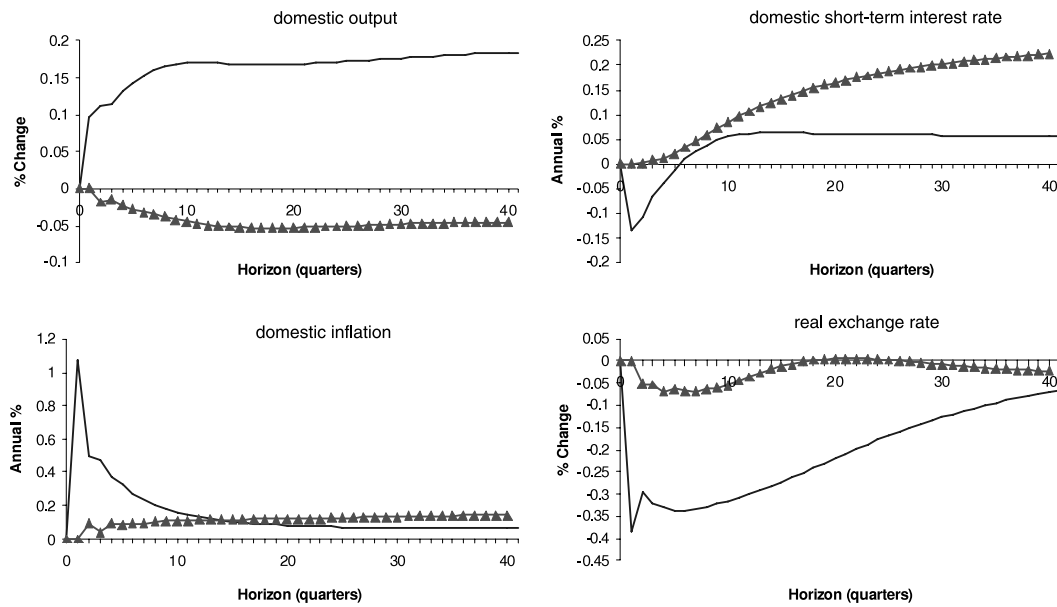 domestic output
0.2
0.15
0.1
0.05
0
-0.05
-0.1
% Change
0 10 20 30 40
Horizon (quarters)
domestic short-term interest rate
0.25
0.2
0.15
0.1
0.05
0
-0.05
-0.1
-0.15
-0.2
Annual %
0 10 20 30 40
Horizon (quarters)
domestic inflation
1.2
1
0.8
0.6
0.4
0.2
0
Annual %
0 10 20 30 40
Horizon (quarters)
real exchange rate
0.05
0
-0.05
-0.1
-0.15
-0.2
-0.25
-0.3
-0.35
-0.4
-0.45
% Change
0 10 20 30 40
Horizon (quarters)